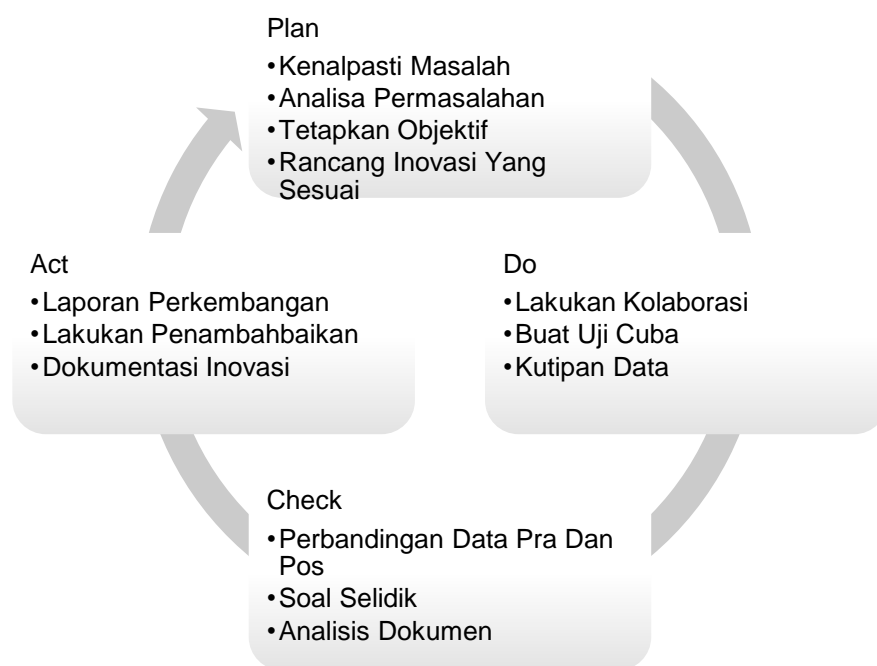 Plan
•Kenalpasti Masalah
•Analisa Permasalahan
•Tetapkan Objektif
•Rancang Inovasi Yang
Sesuai
Do
•Lakukan Kolaborasi
•Buat Uji Cuba
•Kutipan Data
Check
•Perbandingan Data Pra Dan
Pos
•Soal Selidik
•Analisis Dokumen
Act
•Laporan Perkembangan
•Lakukan Penambahbaikan
•Dokumentasi Inovasi